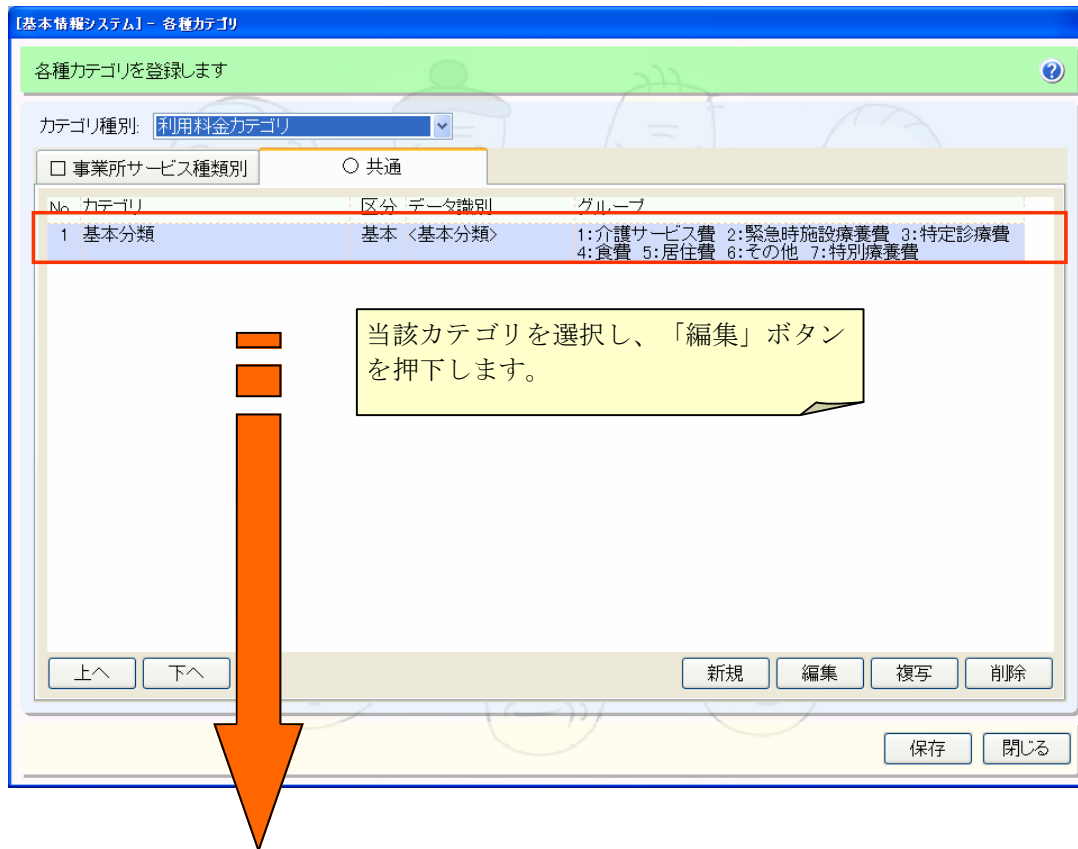 [基本情報システム] - 各種カテゴリ
各種カテゴリを登録します
カテゴリ種別: 利用料金カテゴリ
□ 事業所サービス種類別 ○ 共通
No カテゴリ 区分 データ識別 グループ
1 基本分類 基本 <基本分類> 1:介護サービス費 2:緊急時施設療養費 3:特定診療費
4:食費 5:居住費 6:その他 7:特別療養費
当該カテゴリを選択し、「編集」ボタン
を押下します。
上へ 下へ 新規 編集 複写 削除
保存 閉じる